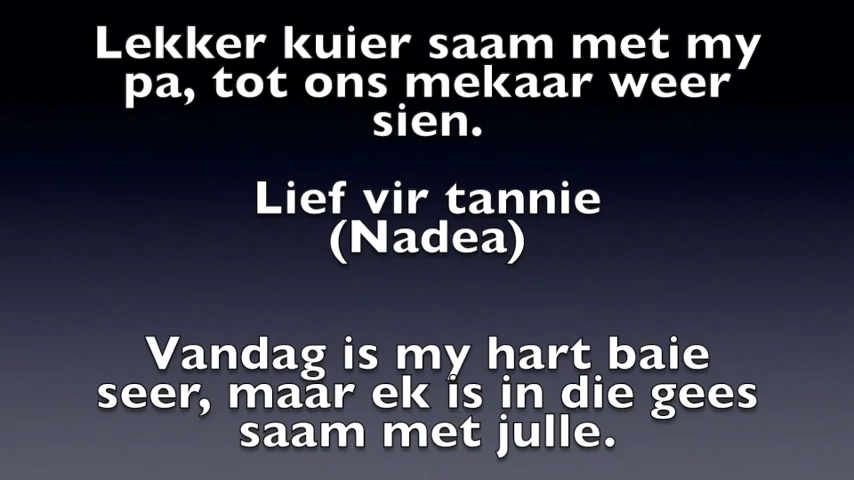 Lekker kuier saam met my
pa, tot ons mekaar weer
sien.
Lief vir tannie
(Nadea)
Vandag is my hart baie
seer, maar ek is in die gees
saam met julle.